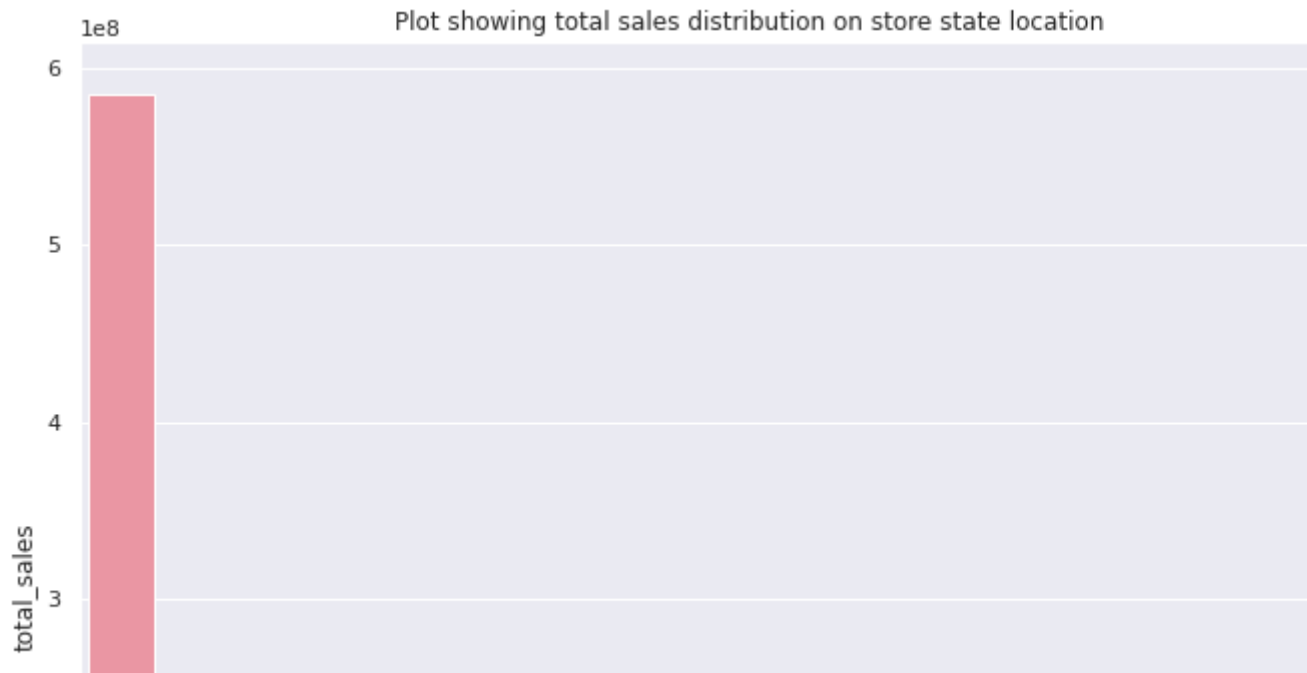 Plot showing total sales distribution on store state location
1e8
6
5
4
3
total_sales